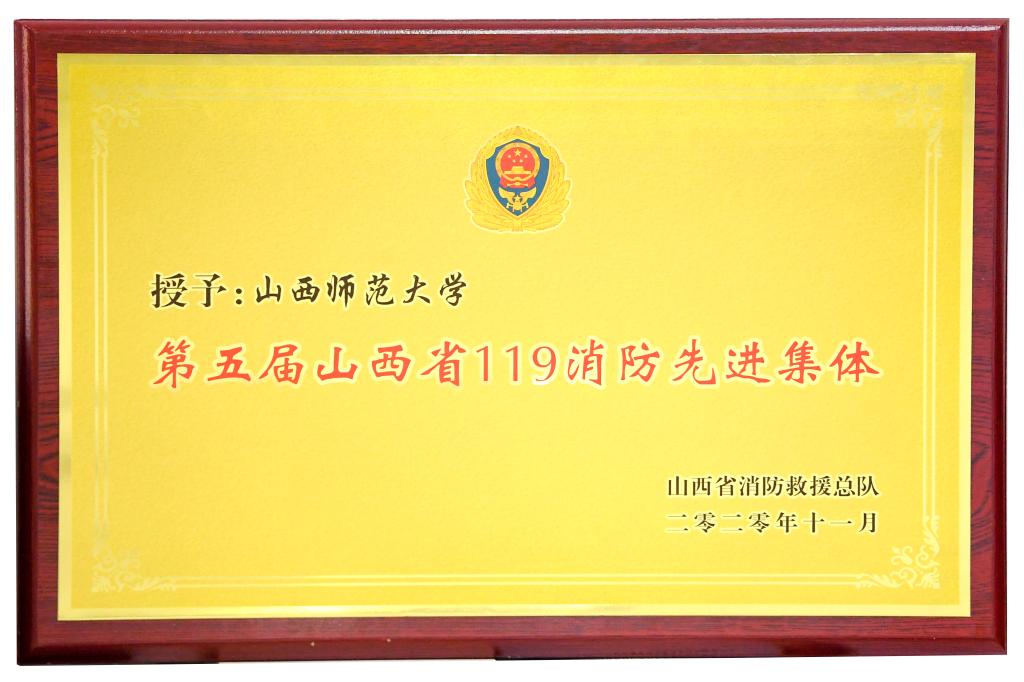 授予:山西师范大学
第五届山西省119消防先进集体
山西省消防救援总队
二零二零年十一月